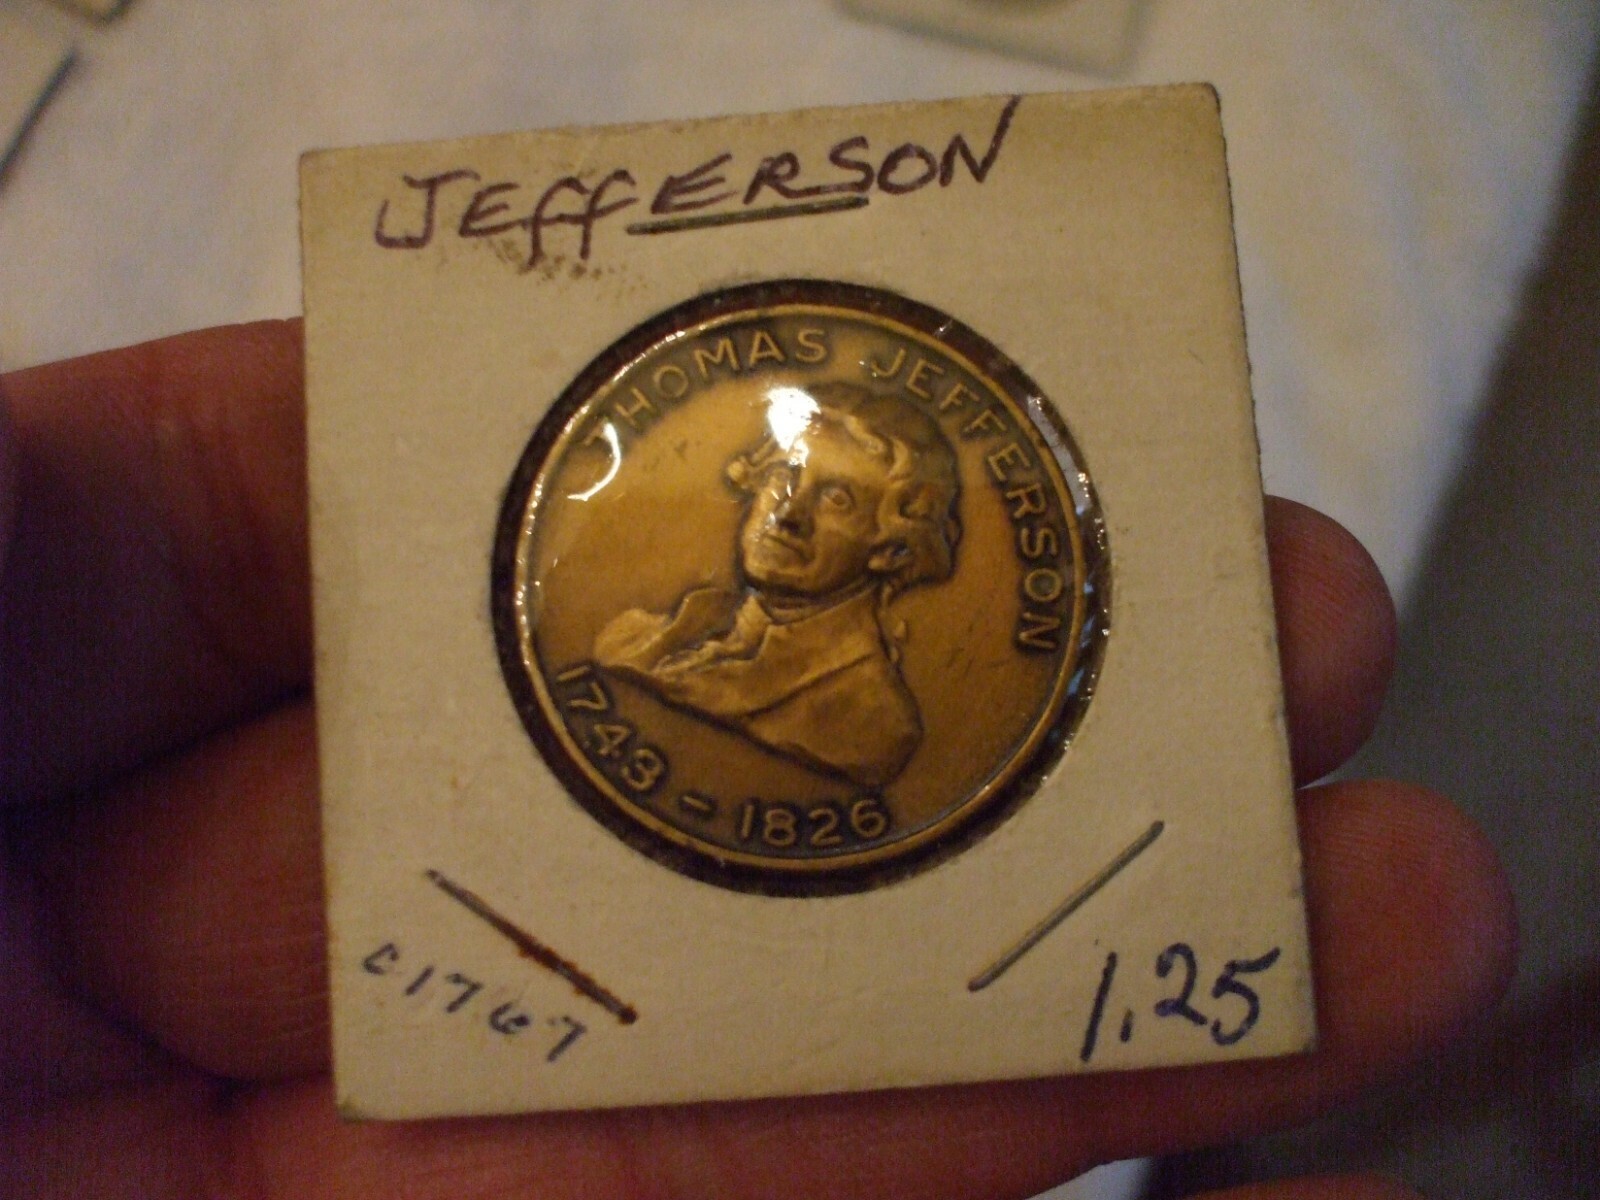 JEffERSON
THOMAS JEFFERSON
1743 - 1826
C1767
1.25